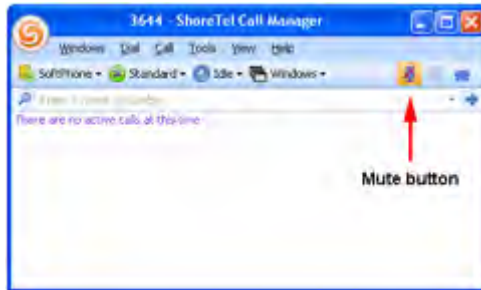 3644 - ShoreTel Call Manager
Windows Dial Call Tools View Help
SoftPhone Standard Idle Windows
There are no active calls at this time
Mute button